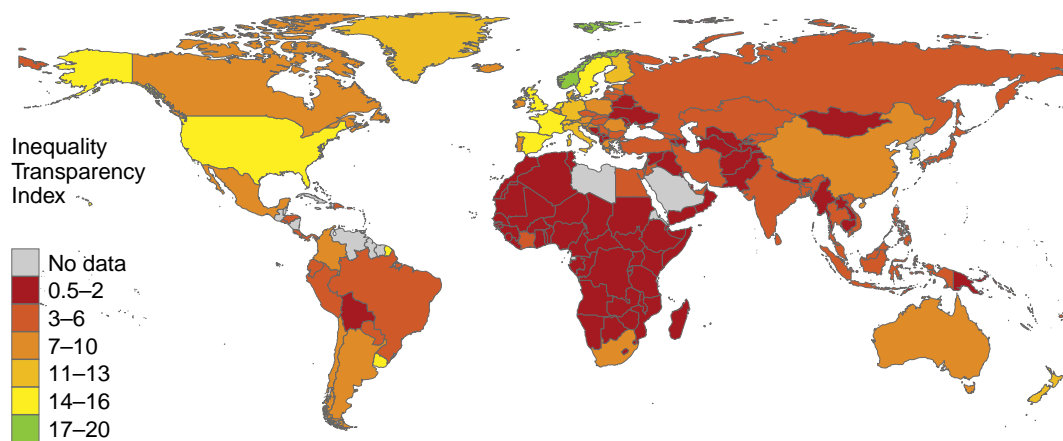 Inequality
Transparency
Index
No data
0.5–2
3–6
7–10
11–13
14–16
17–20